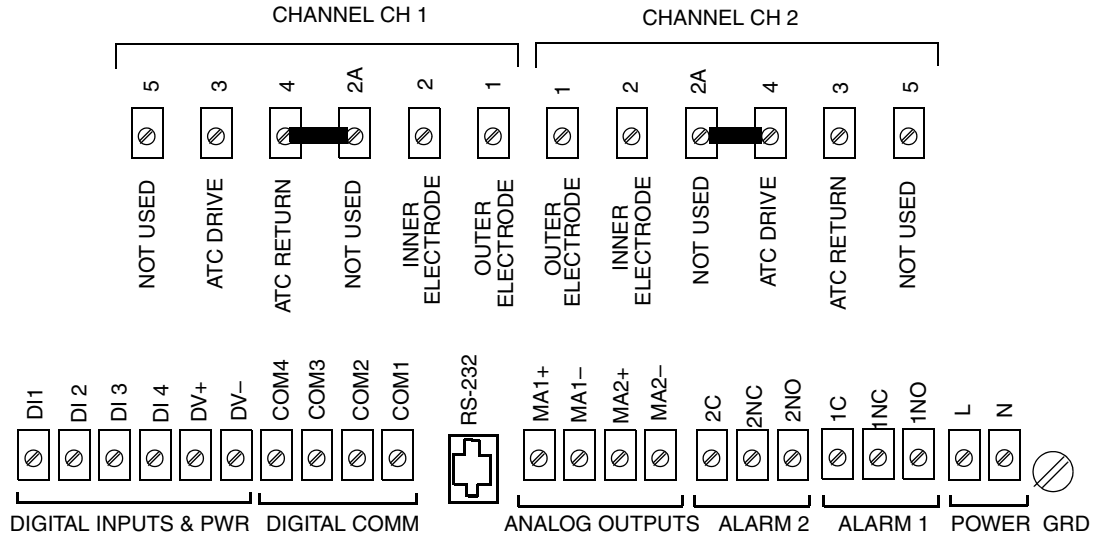 CHANNEL CH 1
CHANNEL CH 2
5
3
4
2A
2
1
1
2
2A
4
3
5
NOT USED
ATC DRIVE
ATC RETURN
NOT USED
INNER
ELECTRODE
OUTER
ELECTRODE
OUTER
ELECTRODE
INNER
ELECTRODE
NOT USED
ATC DRIVE
ATC RETURN
NOT USED
DI1
DI 2
DI 3
DI 4
DV+
DV−
COM4
COM3
COM2
COM1
RS-232
MA1+
MA1−
MA2+
MA2−
2C
2NC
2NO
1C
1NC
1NO
L
N
DIGITAL INPUTS & PWR
DIGITAL COMM
ANALOG OUTPUTS
ALARM 2
ALARM 1
POWER
GRD